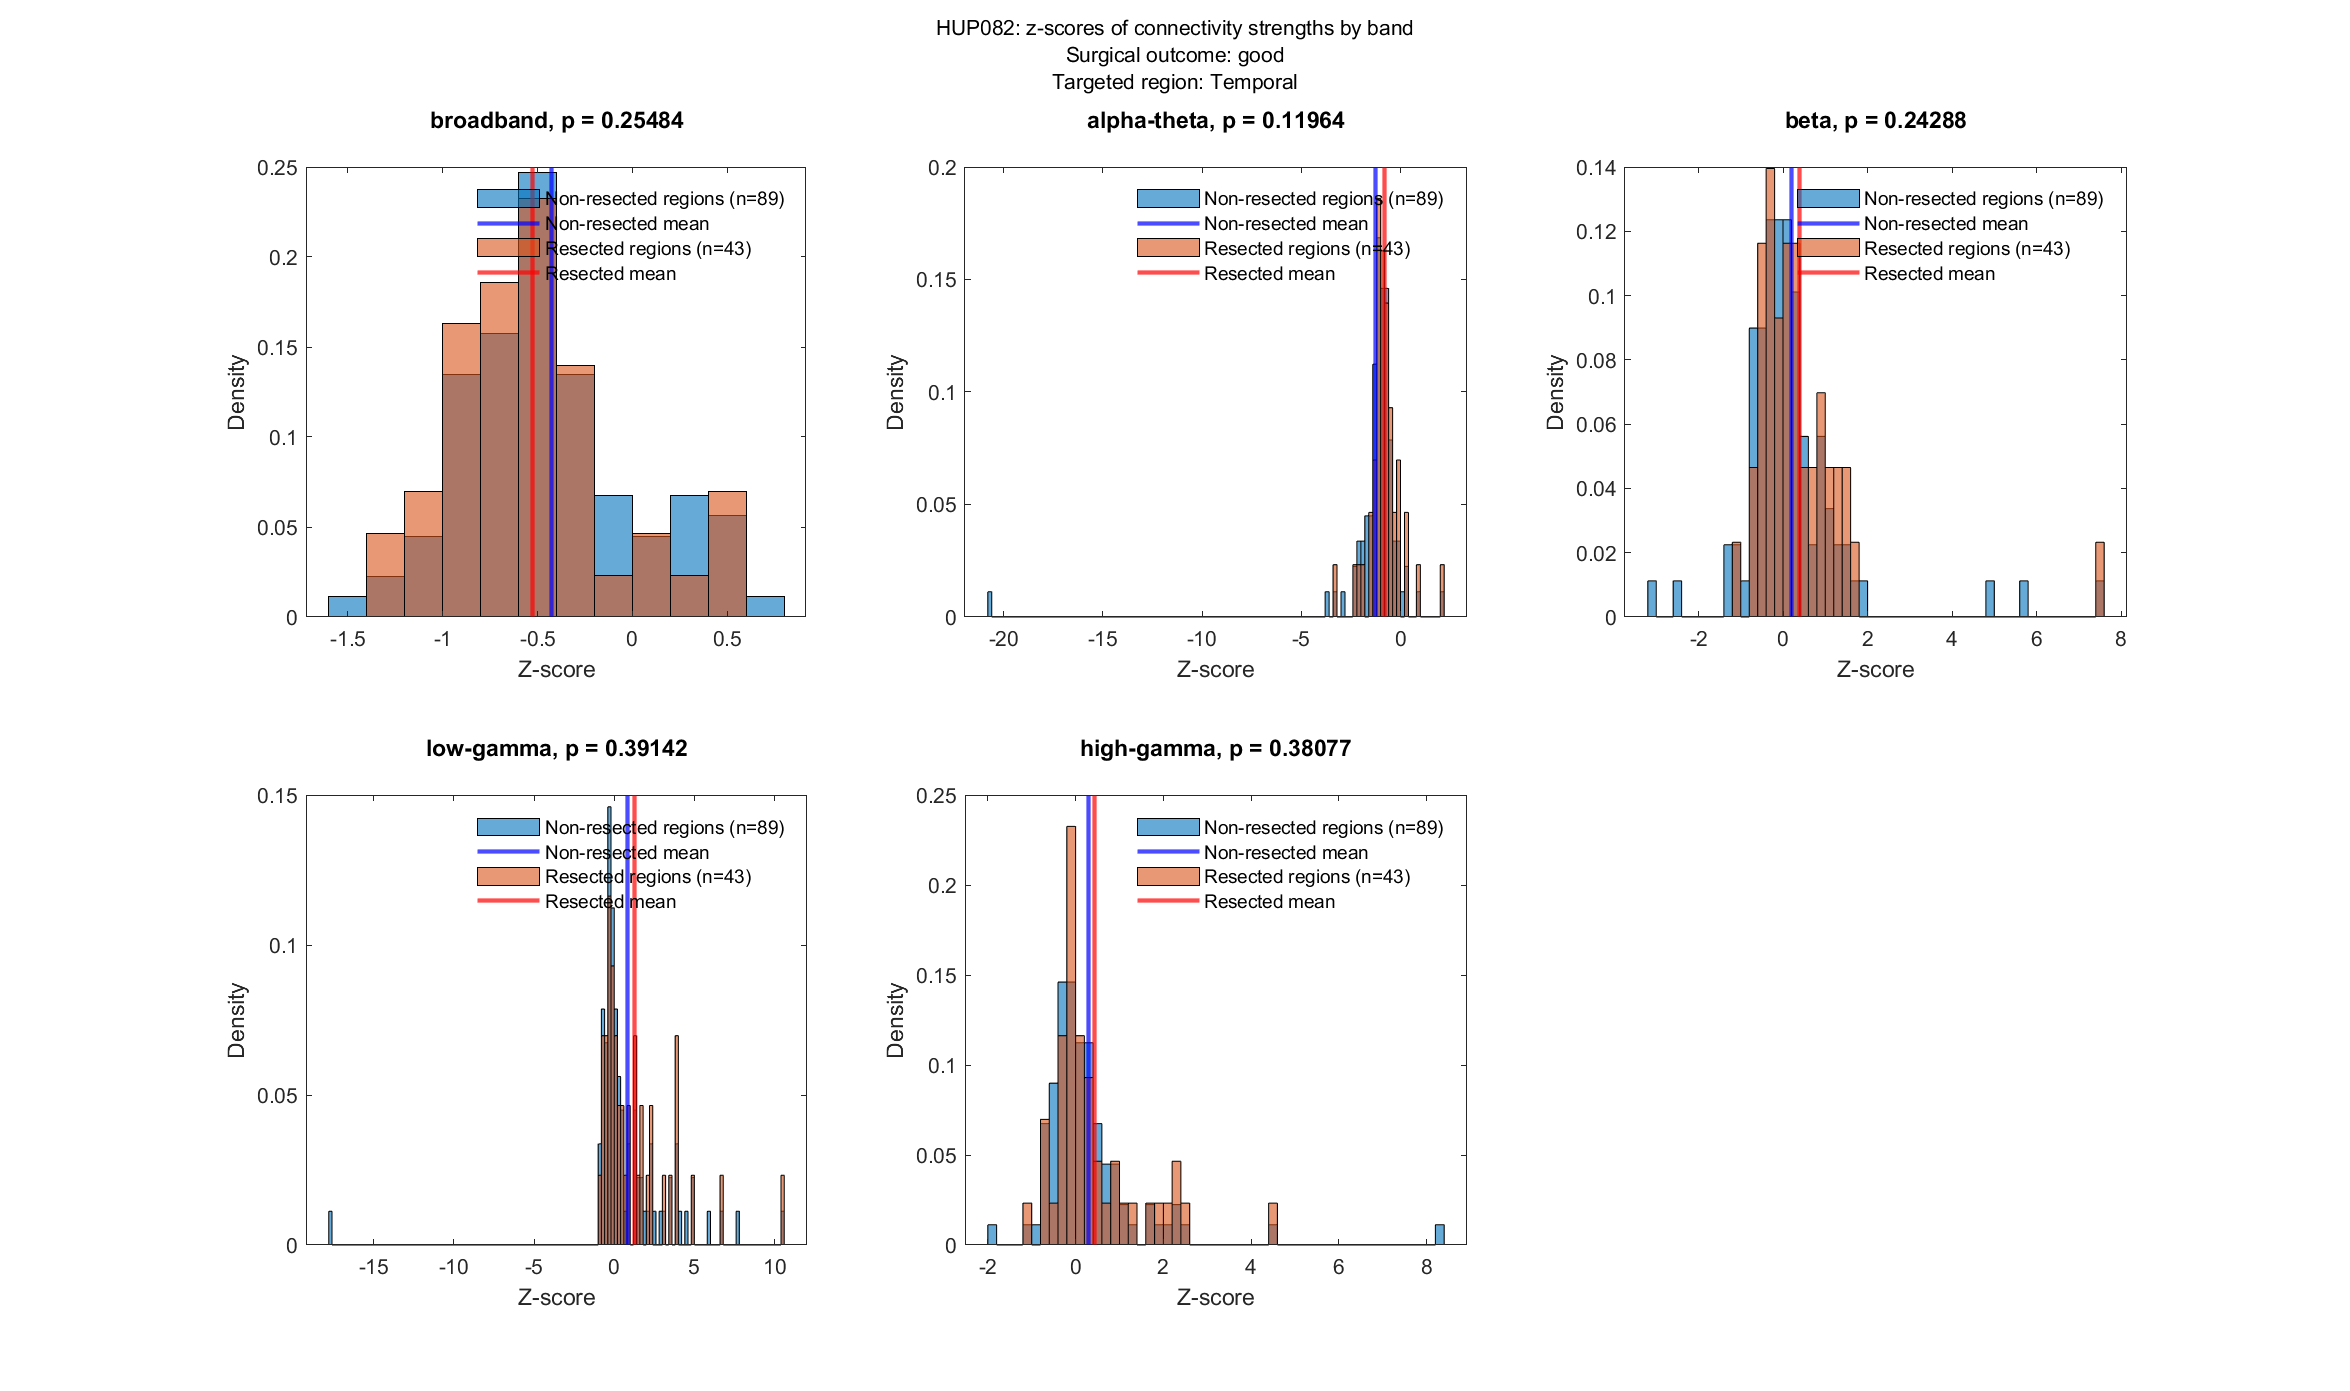 HUP082: z-scores of connectivity strengths by band
Surgical outcome: good
Targeted region: Temporal
broadband, p = 0.25484
0.25
0.2
0.15
0.1
0.05
0
Density
-1.5 -1 -0.5 0 0.5
Z-score
Non-resected regions (n=89)
Non-resected mean
Resected regions (n=43)
Resected mean
alpha-theta, p = 0.11964
0.2
0.15
0.1
0.05
0
Density
-20 -15 -10 -5 0
Z-score
Non-resected regions (n=89)
Non-resected mean
Resected regions (n=43)
Resected mean
beta, p = 0.24288
0.14
0.12
0.1
0.08
0.06
0.04
0.02
0
Density
-2 0 2 4 6 8
Z-score
Non-resected regions (n=89)
Non-resected mean
Resected regions (n=43)
Resected mean
low-gamma, p = 0.39142
0.15
0.1
0.05
0
Density
-15 -10 -5 0 5 10
Z-score
Non-resected regions (n=89)
Non-resected mean
Resected regions (n=43)
Resected mean
high-gamma, p = 0.38077
0.25
0.2
0.15
0.1
0.05
0
Density
-2 0 2 4 6 8
Z-score
Non-resected regions (n=89)
Non-resected mean
Resected regions (n=43)
Resected mean